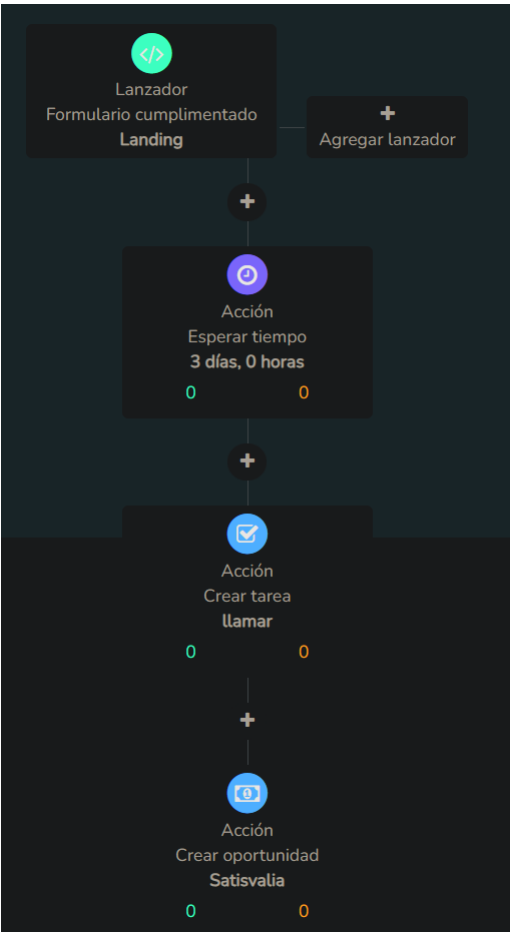 Lanzador
Formulario cumplimentado
Landing
Agregar lanzador
Acción
Esperar tiempo
3 días, 0 horas
0 0
Acción
Crear tarea
llamar
0 0
Acción
Crear oportunidad
Satisvalia
0 0